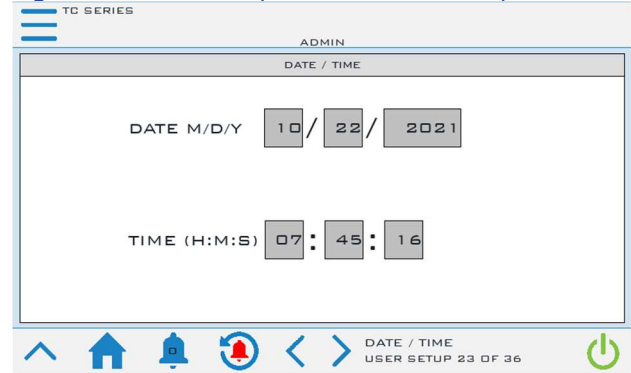 TC SERIES
ADMIN
DATE / TIME
DATE M/D/Y 10 / 22 / 2021
TIME (H:M:S) 07 : 45 : 16
0
DATE / TIME
USER SETUP 23 OF 36